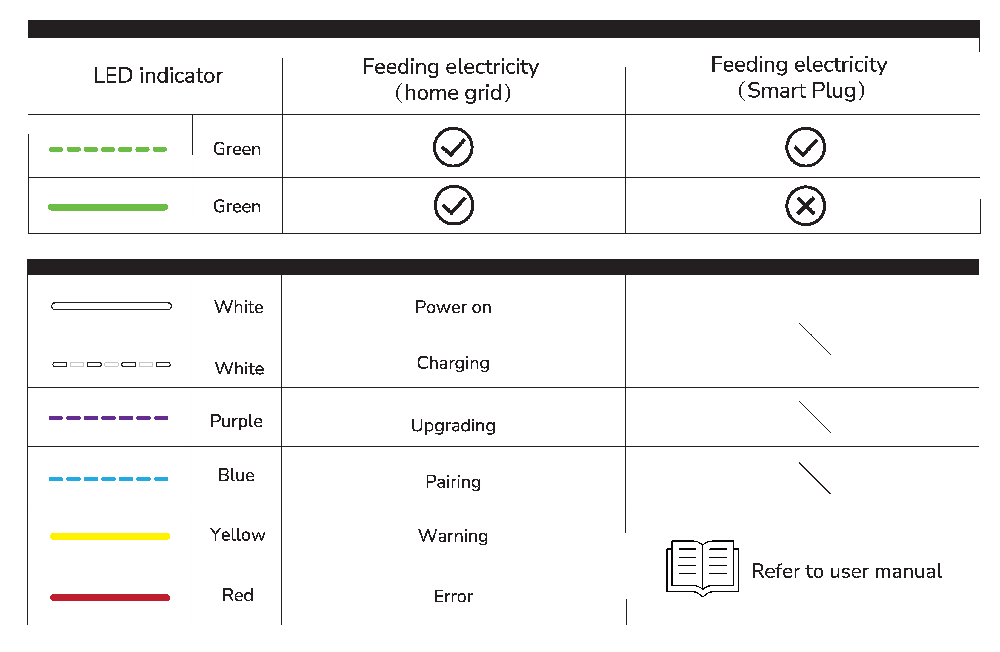 LED indicator
Feeding electricity
（home grid）
Feeding electricity
（Smart Plug）
Green
Green
White
Power on
White
Charging
Purple
Upgrading
Blue
Pairing
Yellow
Warning
Red
Error
Refer to user manual